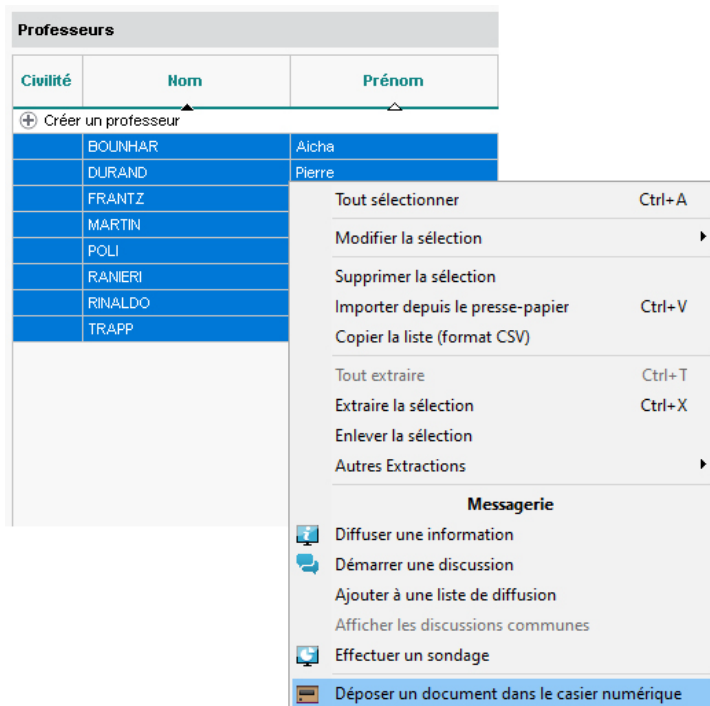 Professeurs
Civilité Nom Prénom
Créer un professeur
BOUNHAR Aicha
DURAND Pierre
FRANTZ
MARTIN
POLI
RANIERI
RINALDO
TRAPP
Tout sélectionner Ctrl+A
Modifier la sélection
Supprimer la sélection
Importer depuis le presse-papier Ctrl+V
Copier la liste (format CSV)
Tout extraire Ctrl+T
Extraire la sélection Ctrl+X
Enlever la sélection
Autres Extractions
Messagerie
Diffuser une information
Démarrer une discussion
Ajouter à une liste de diffusion
Afficher les discussions communes
Effectuer un sondage
Déposer un document dans le casier numérique